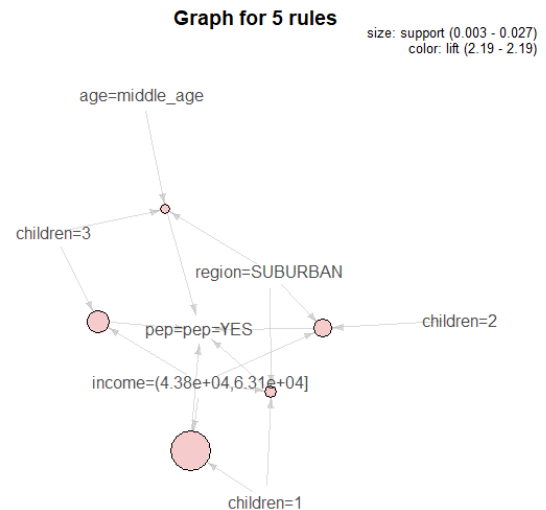 Graph for 5 rules
size: support (0.003 - 0.027)
color: lift (2.19 - 2.19)
age=middle_age
children=3
region=SUBURBAN
children=2
pep=pep=YES
income=(4.38e+04,6.31e+04]
children=1